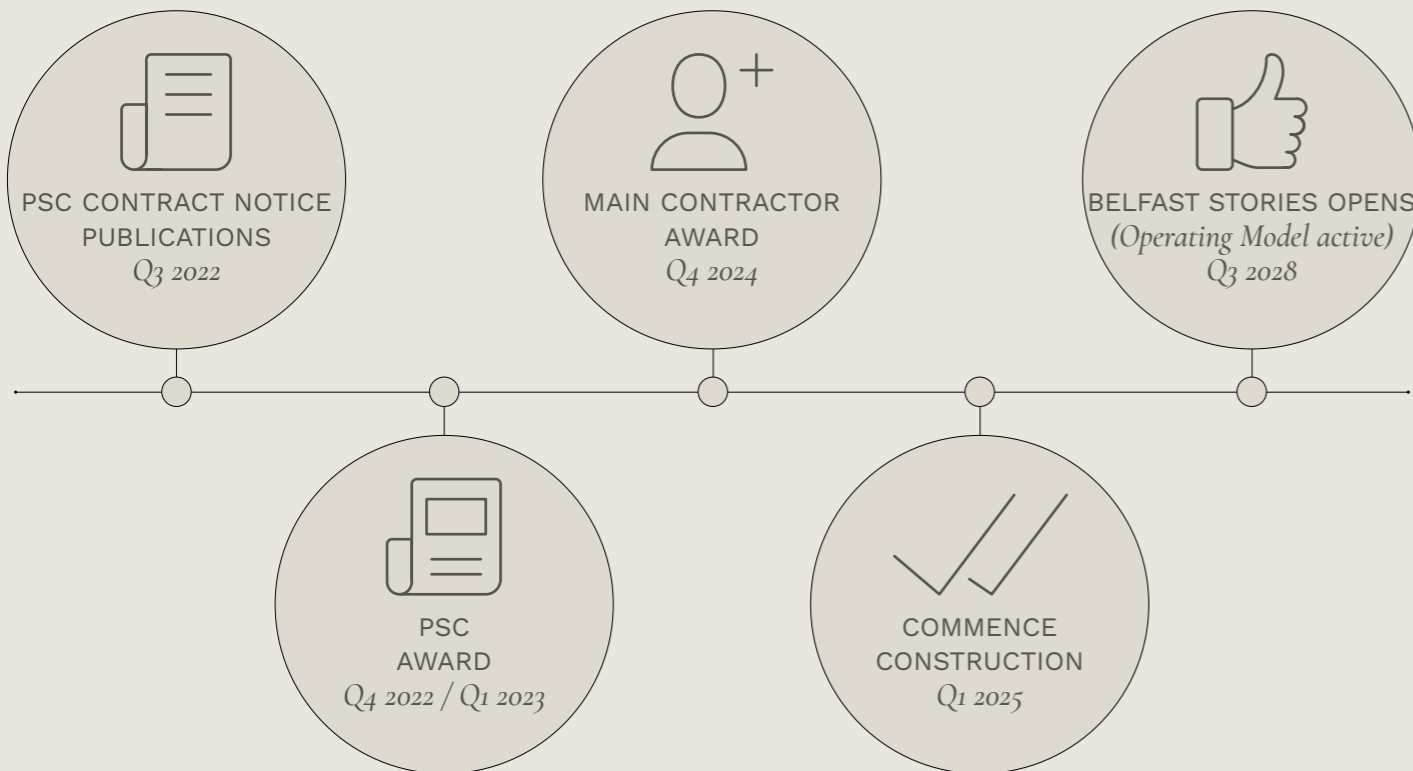 PSC CONTRACT NOTICE
PUBLICATIONS
Q3 2022
MAIN CONTRACTOR
AWARD
Q4 2024
BELFAST STORIES OPENS
(Operating Model active)
Q3 2028
PSC
AWARD
Q4 2022 / Q1 2023
COMMENCE
CONSTRUCTION
Q1 2025